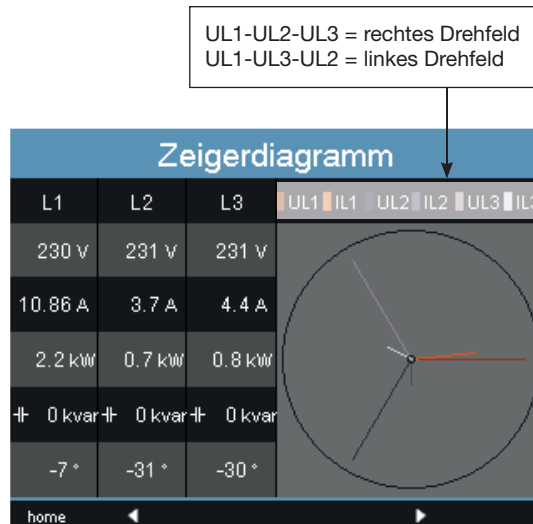 UL1-UL2-UL3 = rechtes Drehfeld
UL1-UL3-UL2 = linkes Drehfeld
Zeigerdiagramm
L1 L2 L3 UL1 IL1 UL2 IL2 UL3 IL3
230 V 231 V 231 V
10.86 A 3.7 A 4.4 A
2.2 kW 0.7 kW 0.8 kW
0 kvar 0 kvar 0 kvar
-7 ° -31 ° -30 °
home